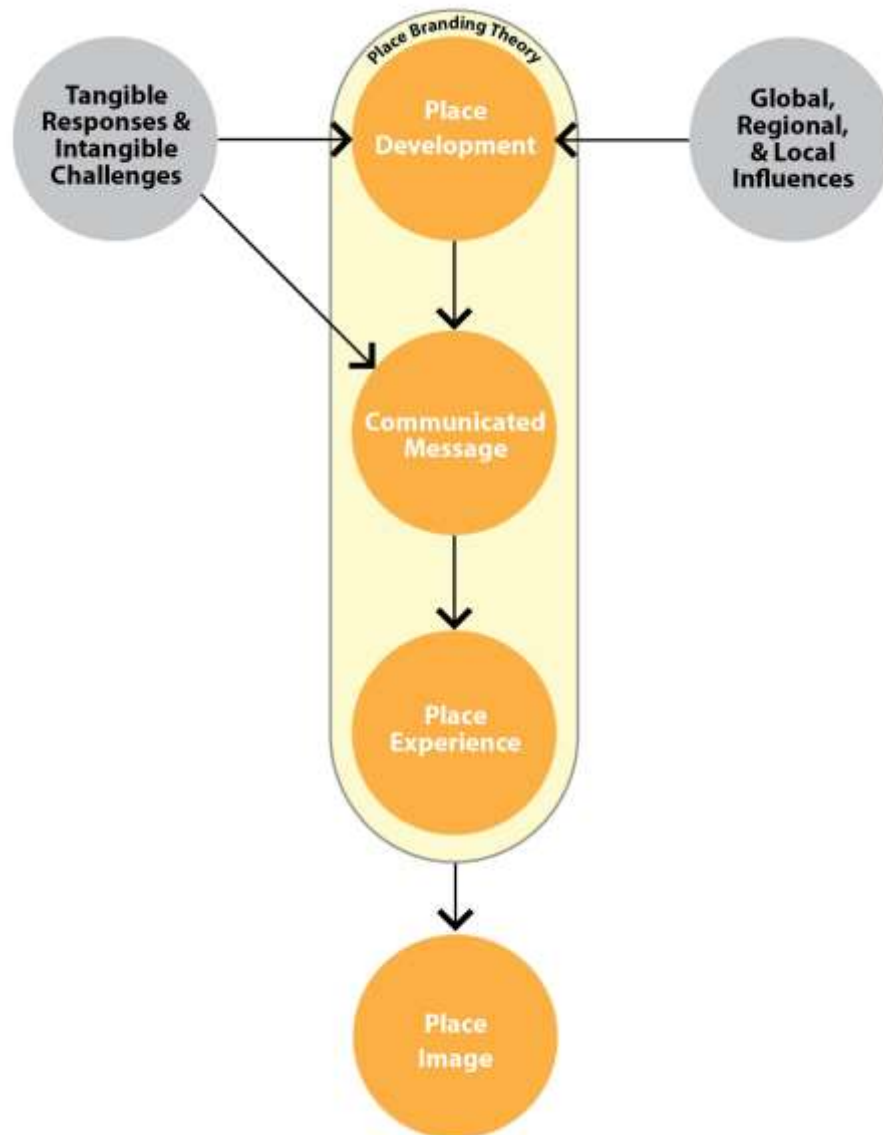 Place Branding Theory
Tangible
Responses &
Intangible
Challenges
Place
Development
Global,
Regional,
& Local
Influences
Communicated
Message
Place
Experience
Place
Image